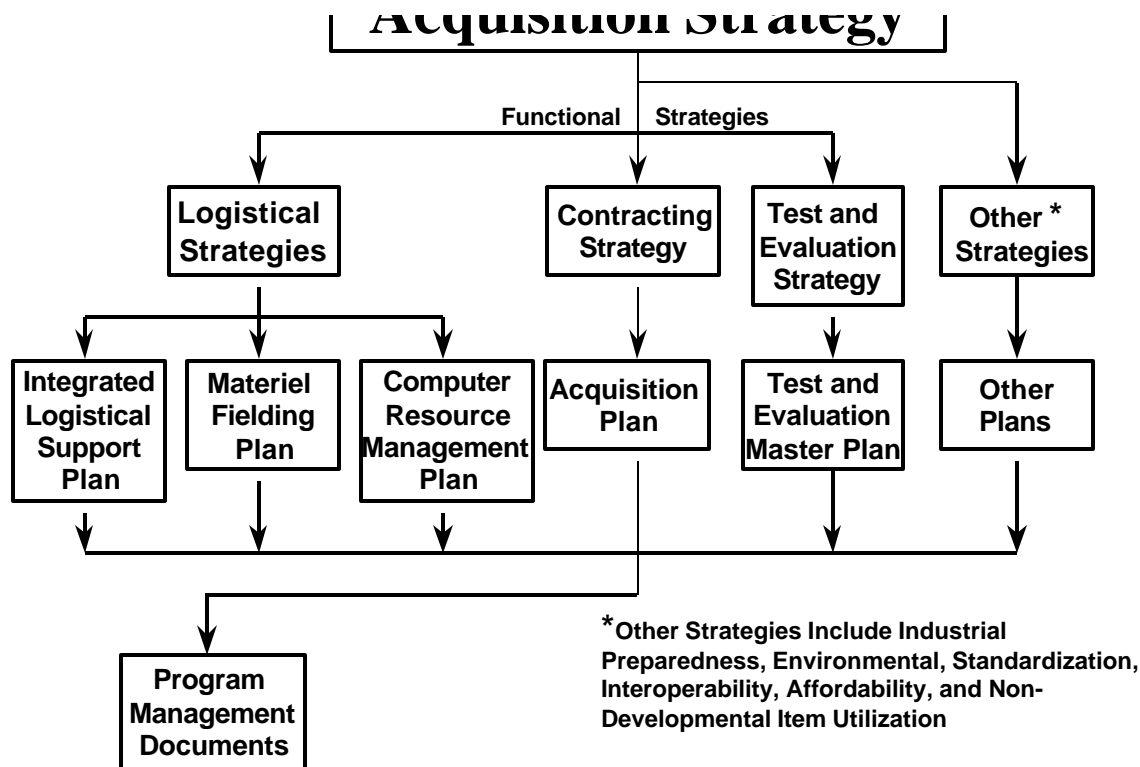 Acquisition Strategy
Functional Strategies
Logistical
Strategies
Contracting
Strategy
Test and
Evaluation
Strategy
Other *
Strategies
Integrated
Logistical
Support
Plan
Materiel
Fielding
Plan
Computer
Resource
Management
Plan
Acquisition
Plan
Test and
Evaluation
Master Plan
Other
Plans
Program
Management
Documents
*Other Strategies Include Industrial
Preparedness, Environmental, Standardization,
Interoperability, Affordability, and Non-
Developmental Item Utilization